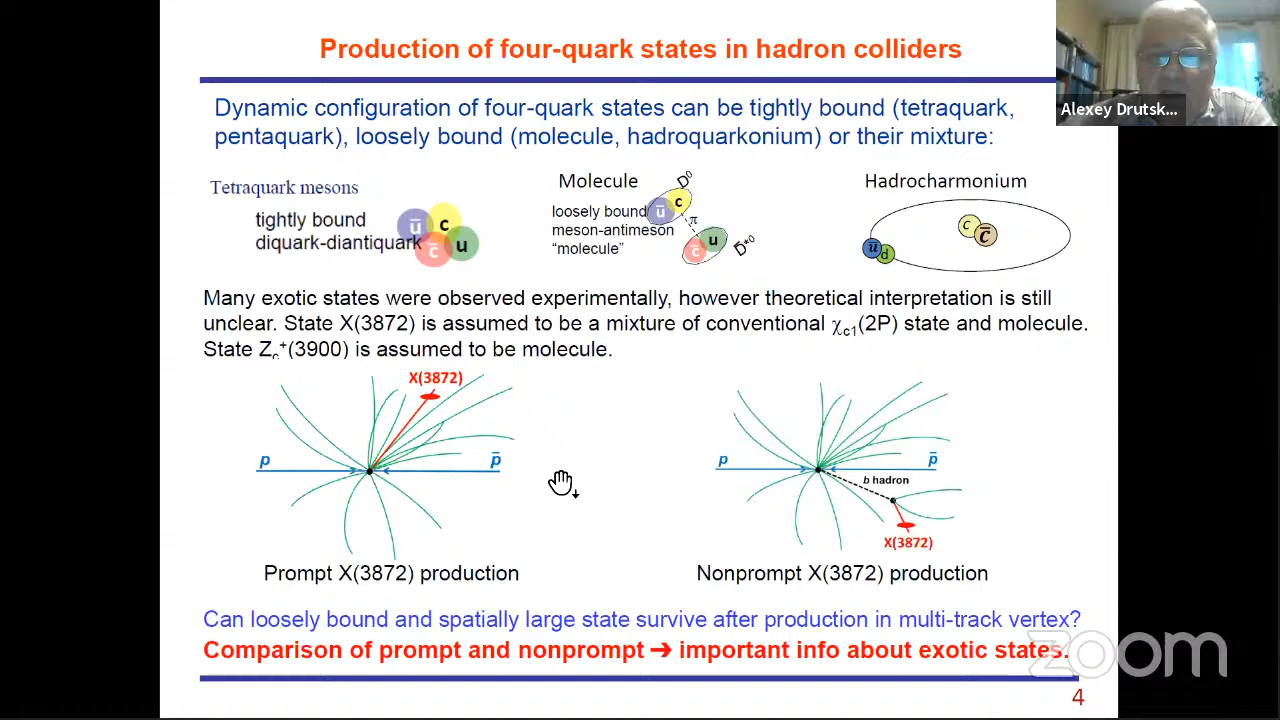 Production of four-quark states in hadron colliders
Alexey Drutsk...
Dynamic configuration of four-quark states can be tightly bound (tetraquark,
pentaquark), loosely bound (molecule, hadroquarkonium) or their mixture:
Tetraquark mesons
tightly bound
diquark-diantiquark
ū c
c̄ u
Molecule
loosely bound
meson-antimeson
"molecule"
D⁰
ū c
π
c̄ u
D̄*⁰
Hadrocharmonium
c c̄
ū d
Many exotic states were observed experimentally, however theoretical interpretation is still
unclear. State X(3872) is assumed to be a mixture of conventional χc1(2P) state and molecule.
State Zc⁺(3900) is assumed to be molecule.
X(3872)
p p̄
Prompt X(3872) production
p p̄
b hadron
X(3872)
Nonprompt X(3872) production
Can loosely bound and spatially large state survive after production in multi-track vertex?
Comparison of prompt and nonprompt ➔ important info about exotic states.
zoom
4